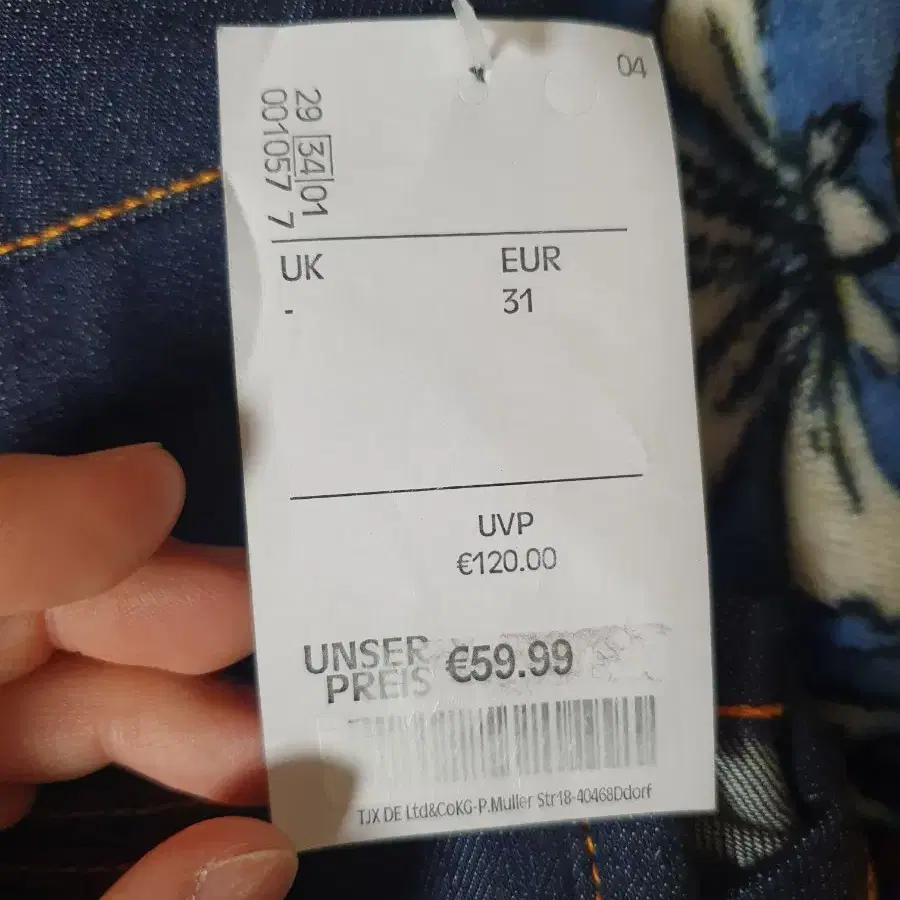 04
29 34 01
001057 7
UK EUR
- 31
UVP
€120.00
UNSER PREIS €59.99
TJX DE Ltd&CoKG-P.Muller Str18-40468Ddorf